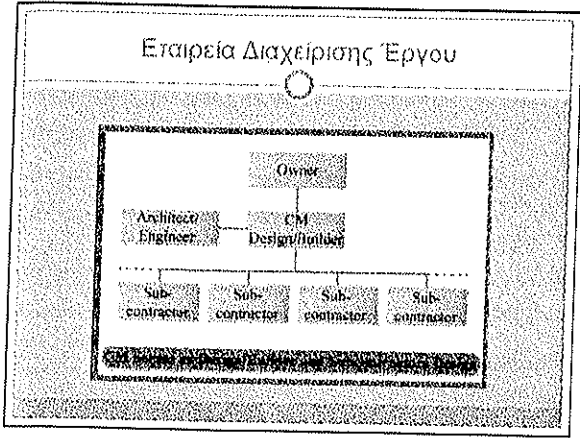 Εταιρεία Διαχείρισης Έργου
Owner
Architect/
Engineer
CM
Design/Builder
Sub-
contractor
Sub-
contractor
Sub-
contractor
Sub-
contractor